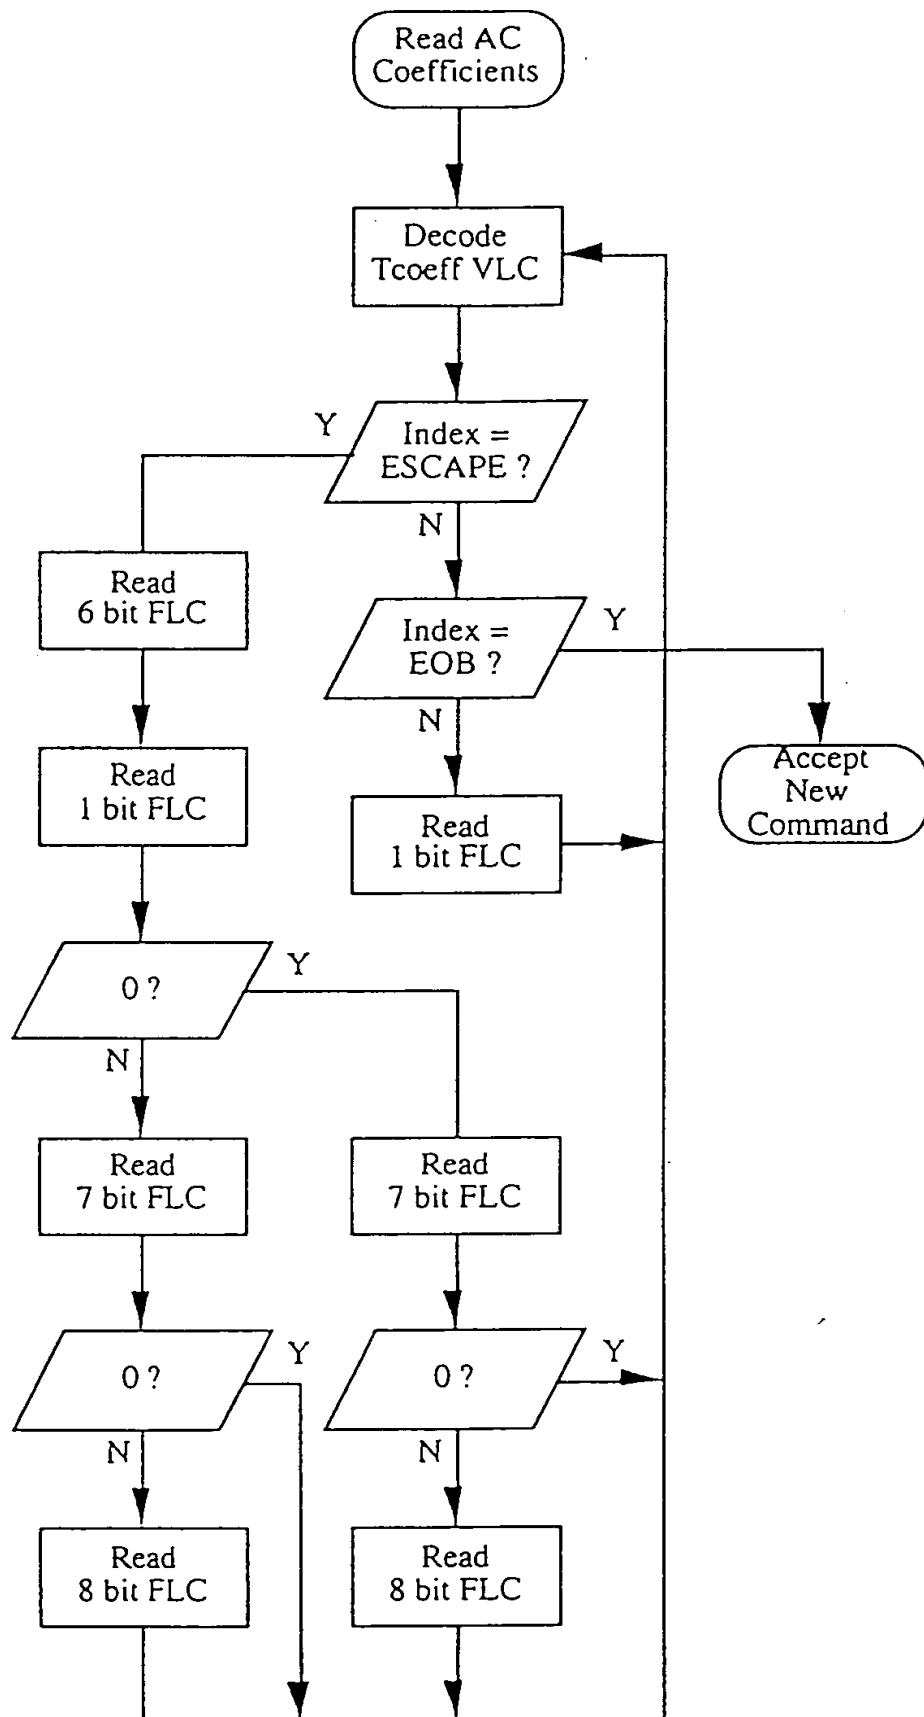 Read AC
Coefficients
Decode
Tcoeff VLC
Index =
ESCAPE ?
Y
N
Read
6 bit FLC
Index =
EOB ?
Y
N
Read
1 bit FLC
Read
1 bit FLC
Accept
New
Command
0 ?
Y
N
Read
7 bit FLC
Read
7 bit FLC
0 ?
Y
N
0 ?
Y
N
Read
8 bit FLC
Read
8 bit FLC